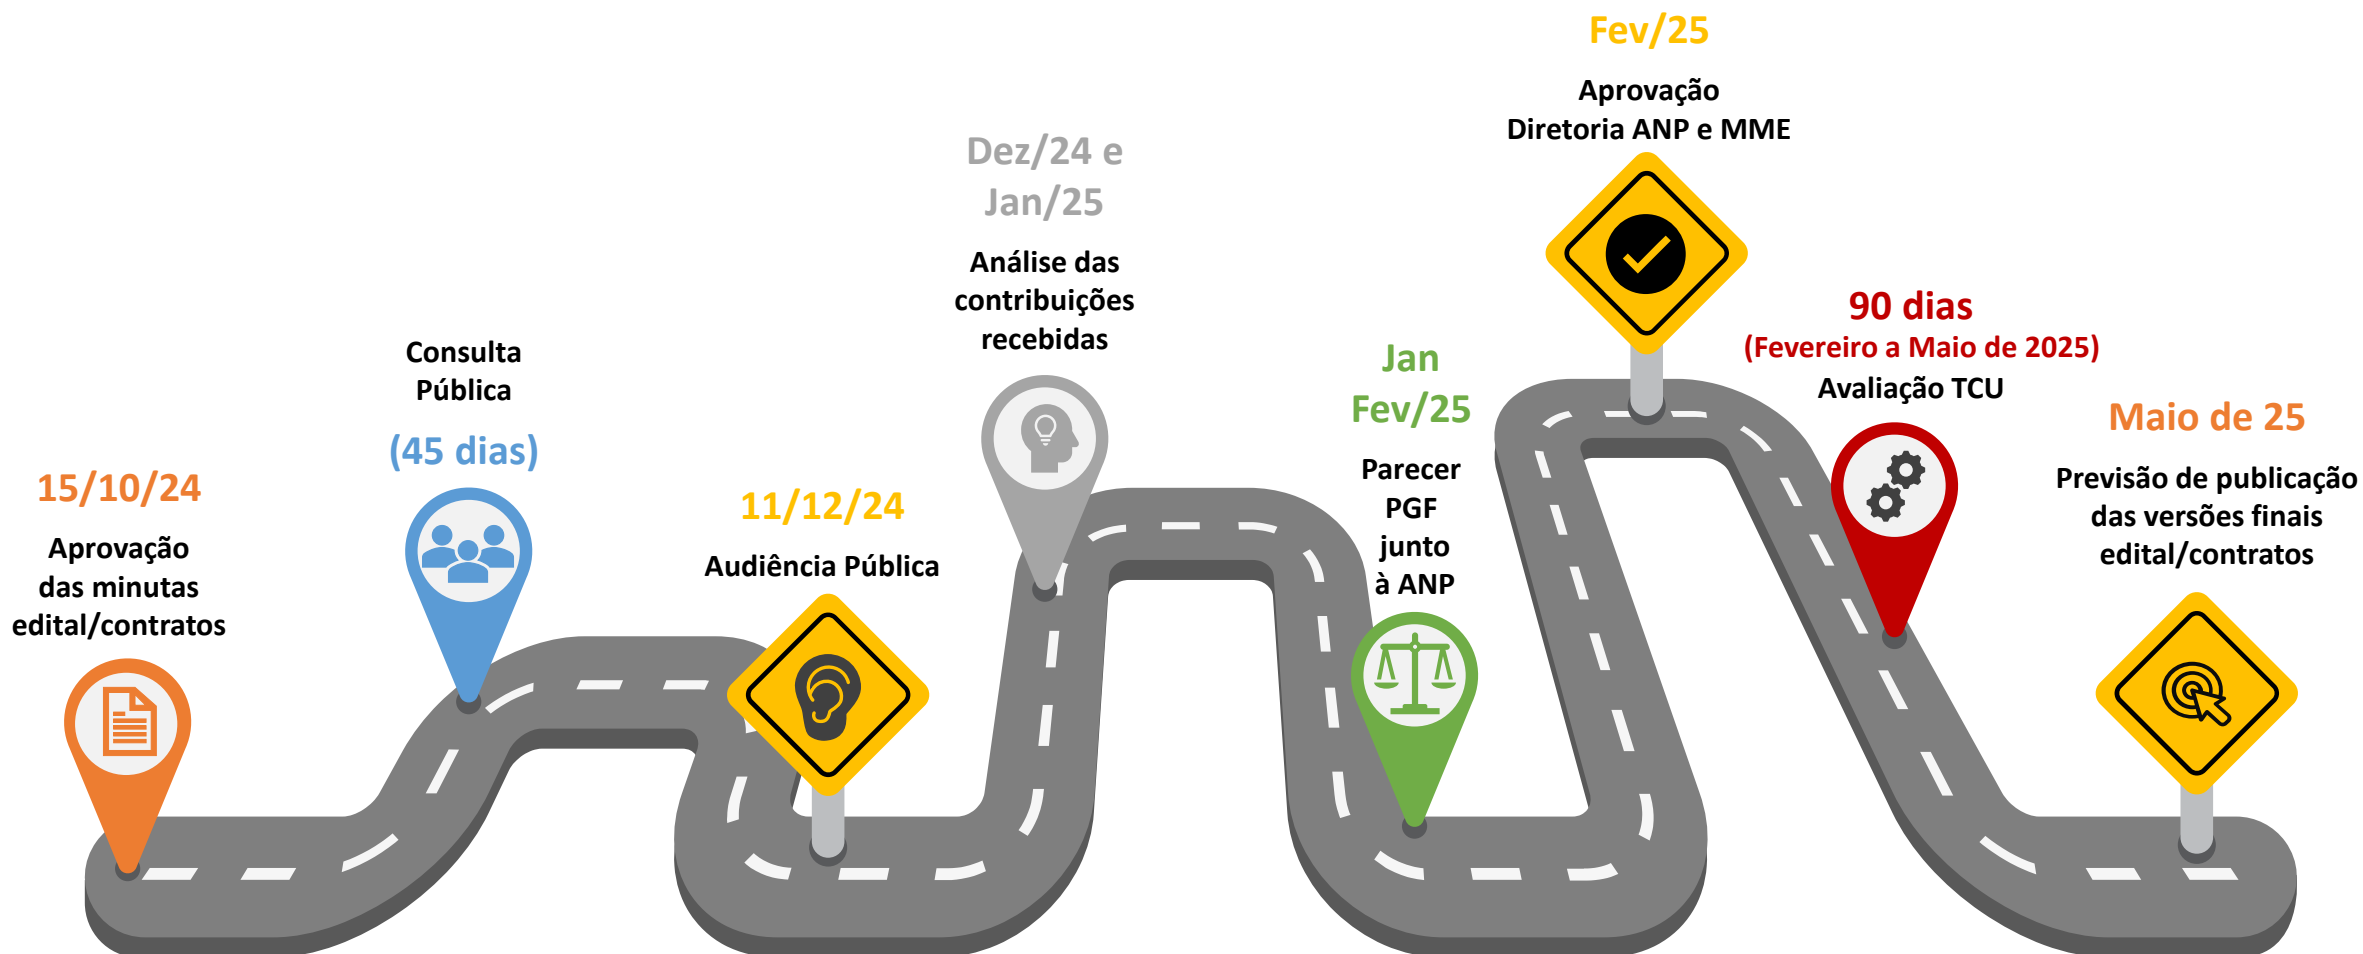 15/10/24
Aprovação
das minutas
edital/contratos
Consulta
Pública
(45 dias)
11/12/24
Audiência Pública
Dez/24 e
Jan/25
Análise das
contribuições
recebidas
Jan
Fev/25
Parecer
PGF
junto
à ANP
Fev/25
Aprovação
Diretoria ANP e MME
90 dias
(Fevereiro a Maio de 2025)
Avaliação TCU
Maio de 25
Previsão de publicação
das versões finais
edital/contratos